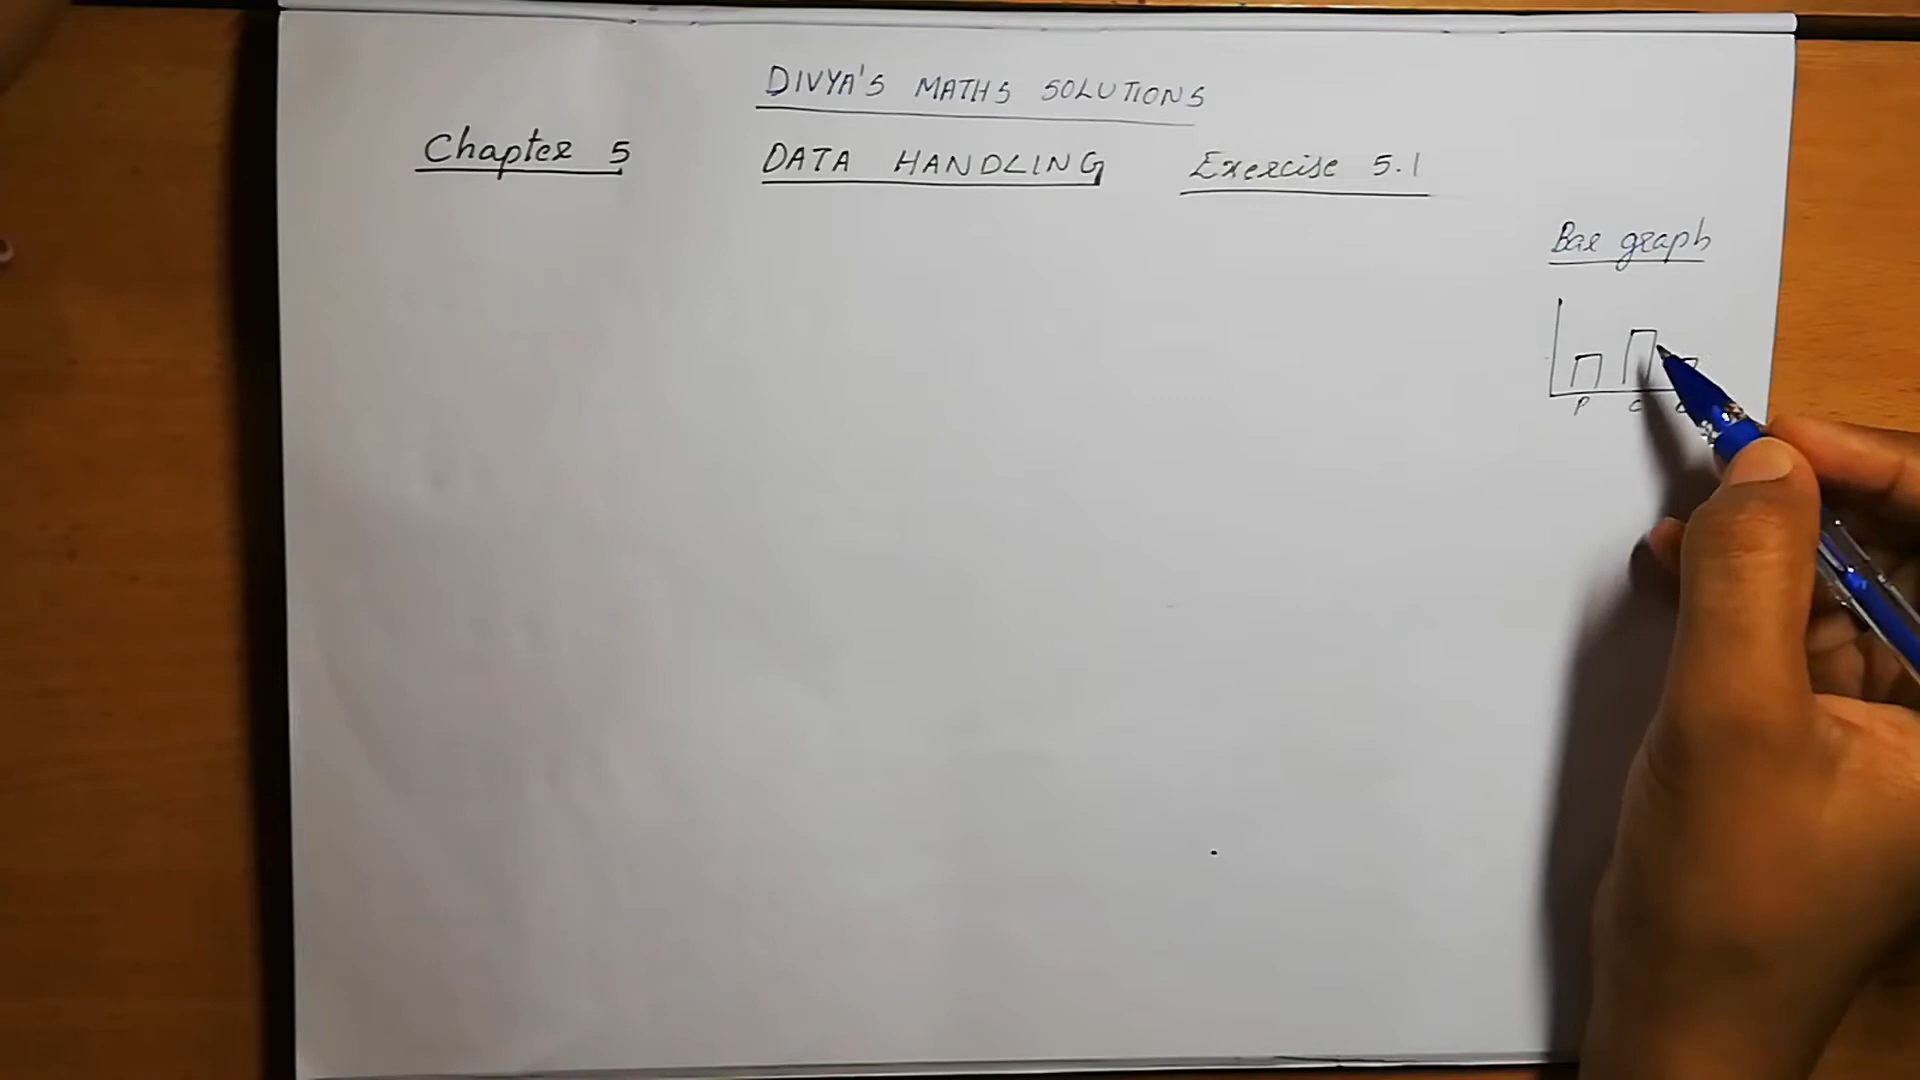 DIVYA'S MATHS SOLUTIONS
Chapter 5 DATA HANDLING Exercise 5.1
Bar graph
P C